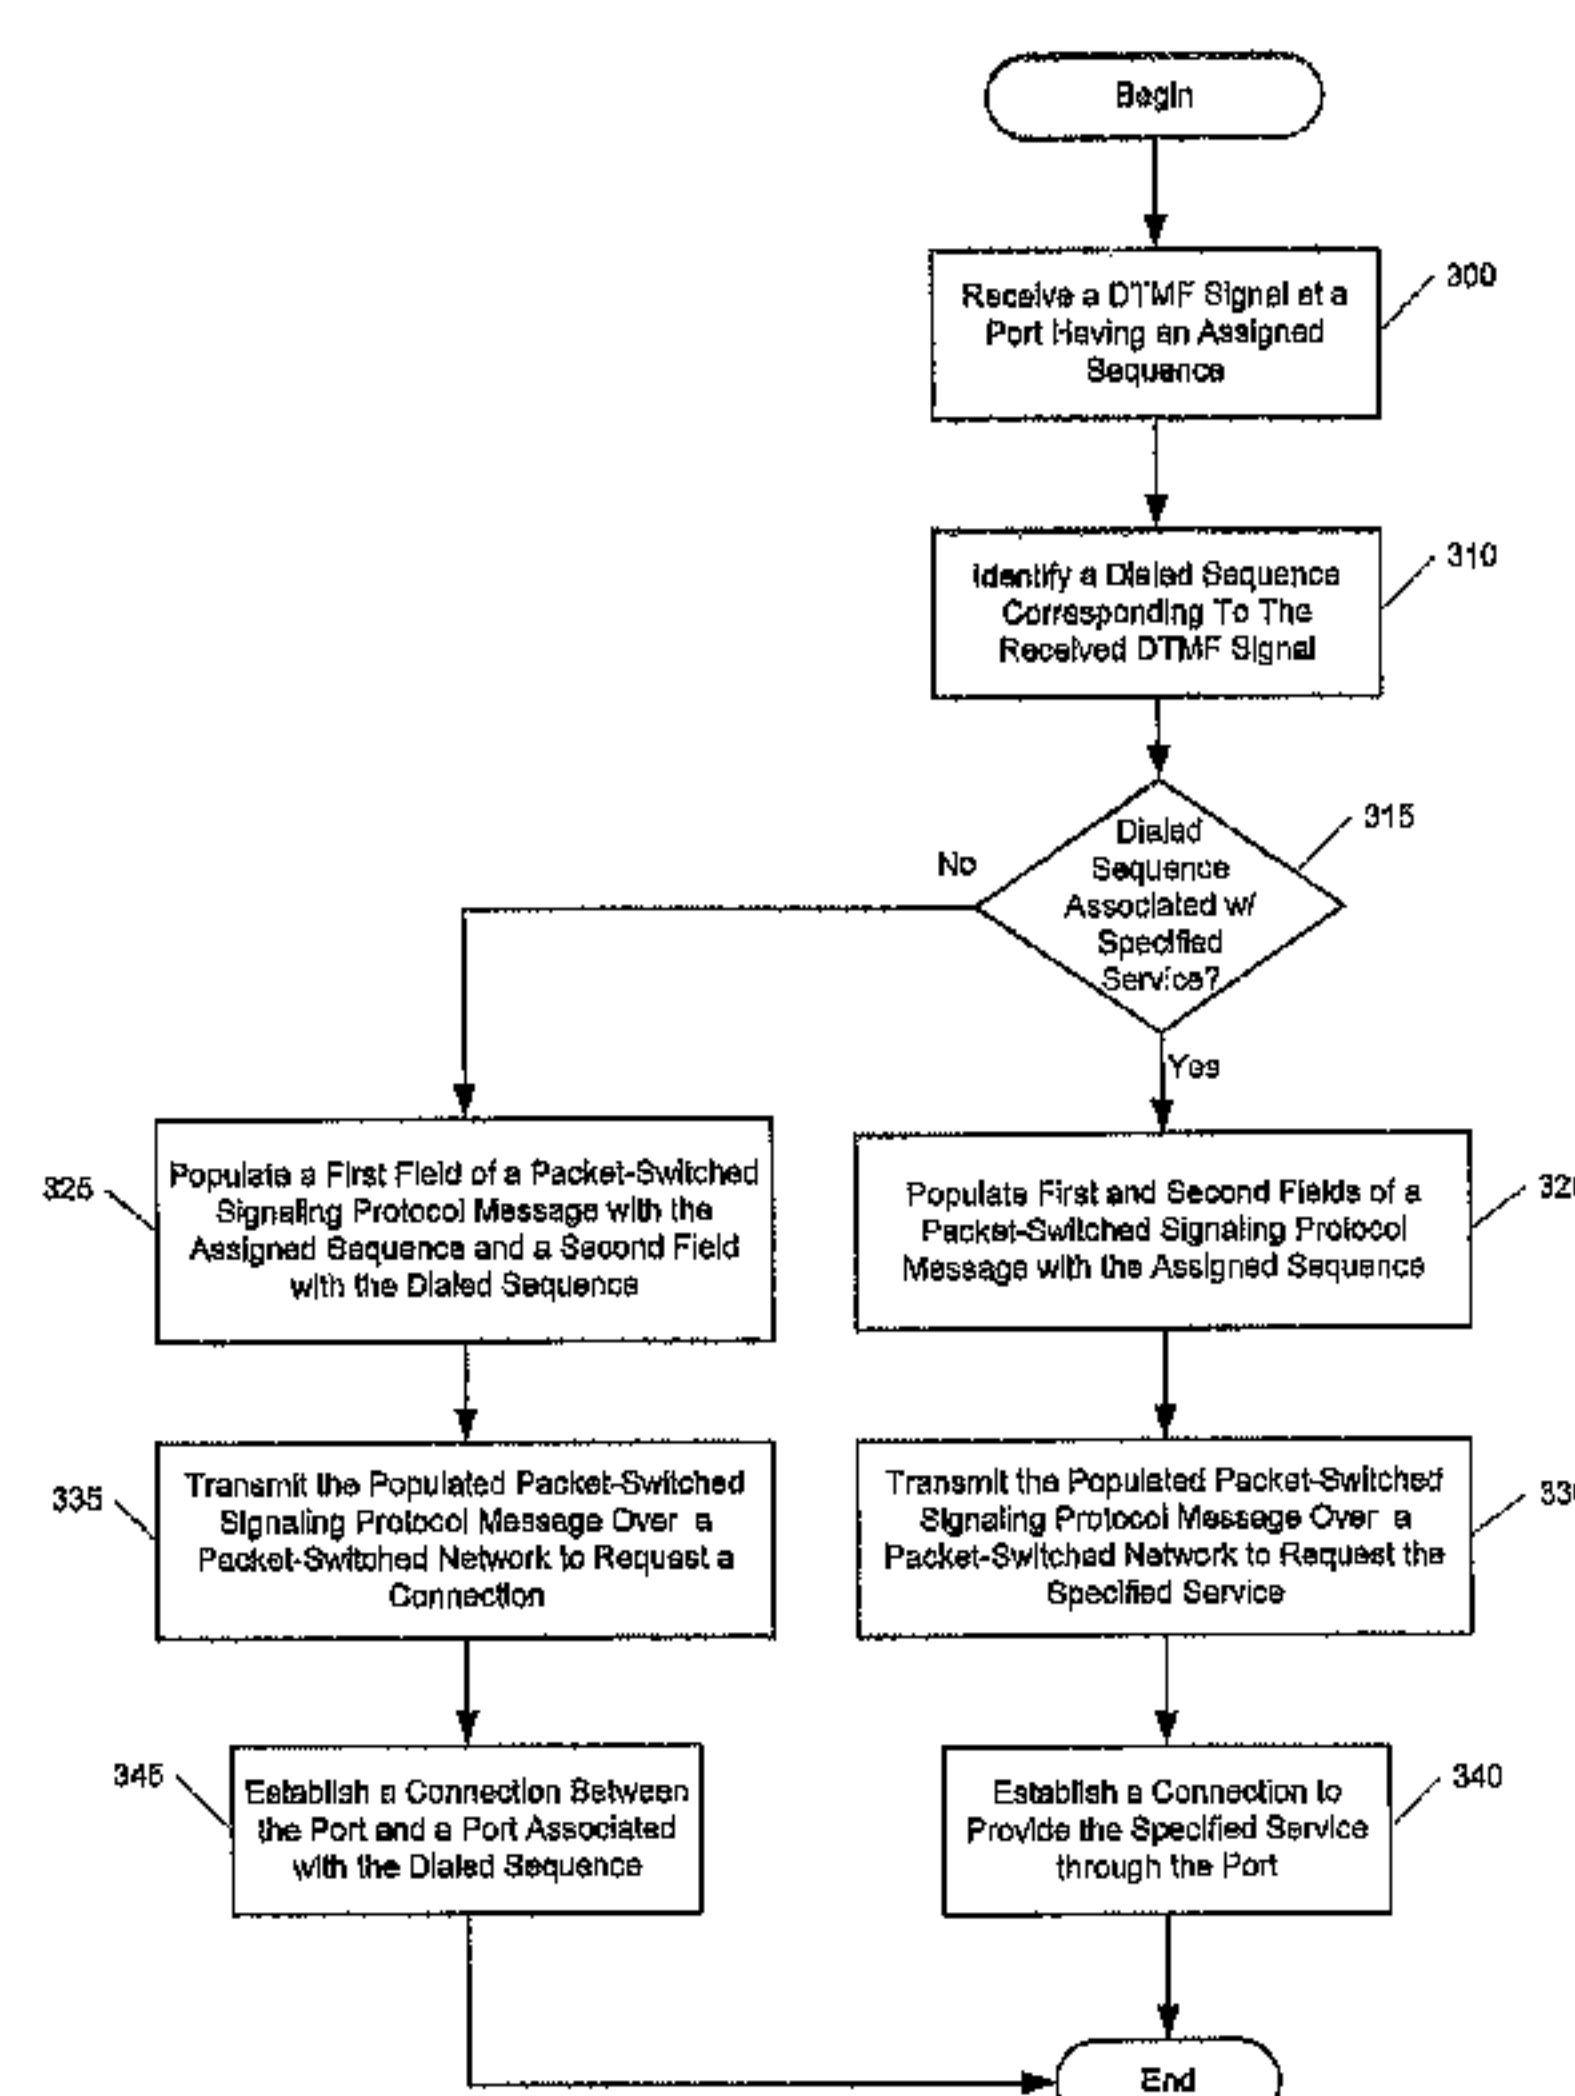 Begin
Receive a DTMF Signal at a
Port Having an Assigned
Sequence
300
Identify a Dialed Sequence
Corresponding To The
Received DTMF Signal
310
Dialed
Sequence
Associated w/
Specified
Service?
315
No
Yes
325
Populate a First Field of a Packet-Switched
Signaling Protocol Message with the
Assigned Sequence and a Second Field
with the Dialed Sequence
Populate First and Second Fields of a
Packet-Switched Signaling Protocol
Message with the Assigned Sequence
335
Transmit the Populated Packet-Switched
Signaling Protocol Message Over a
Packet-Switched Network to Request a
Connection
Transmit the Populated Packet-Switched
Signaling Protocol Message Over a
Packet-Switched Network to Request the
Specified Service
345
Establish a Connection Between
the Port and a Port Associated
with the Dialed Sequence
Establish a Connection to
Provide the Specified Service
through the Port
340
End